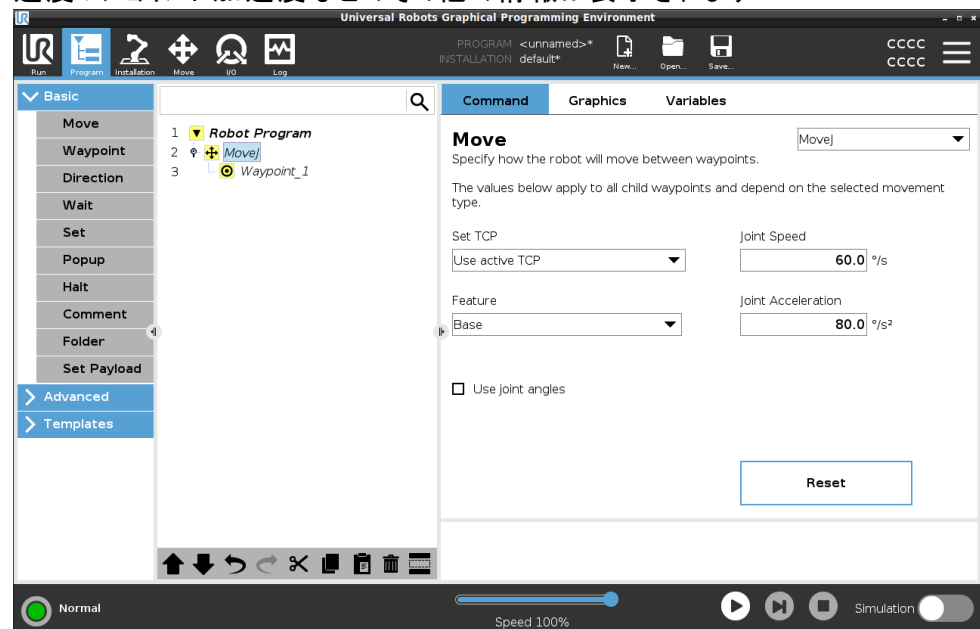 Universal Robots Graphical Programming Environment
Run
Program
Installation
Move
I/O
Log
PROGRAM <unnamed>*
INSTALLATION default*
New...
Open...
Save...
CCCC
CCCC
Basic
Move
Waypoint
Direction
Wait
Set
Popup
Halt
Comment
Folder
Set Payload
Advanced
Templates
1 Robot Program
2 MoveJ
3 Waypoint_1
Command Graphics Variables
Move
MoveJ
Specify how the robot will move between waypoints.
The values below apply to all child waypoints and depend on the selected movement
type.
Set TCP
Joint Speed
Use active TCP
60.0 °/s
Feature
Joint Acceleration
Base
80.0 °/s²
Use joint angles
Reset
Normal
Speed 100%
Simulation